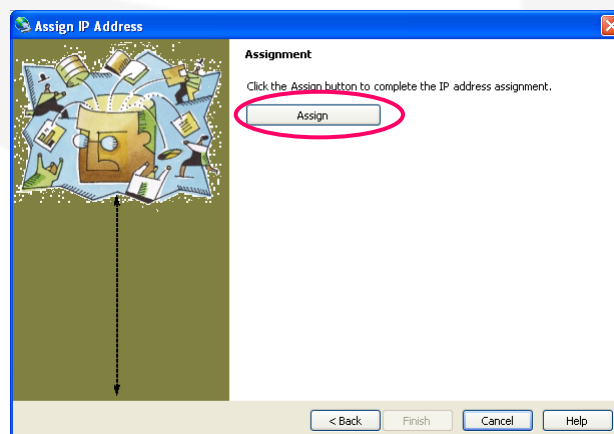 Assign IP Address
Assignment
Click the Assign button to complete the IP address assignment.
Assign
< Back Finish Cancel Help